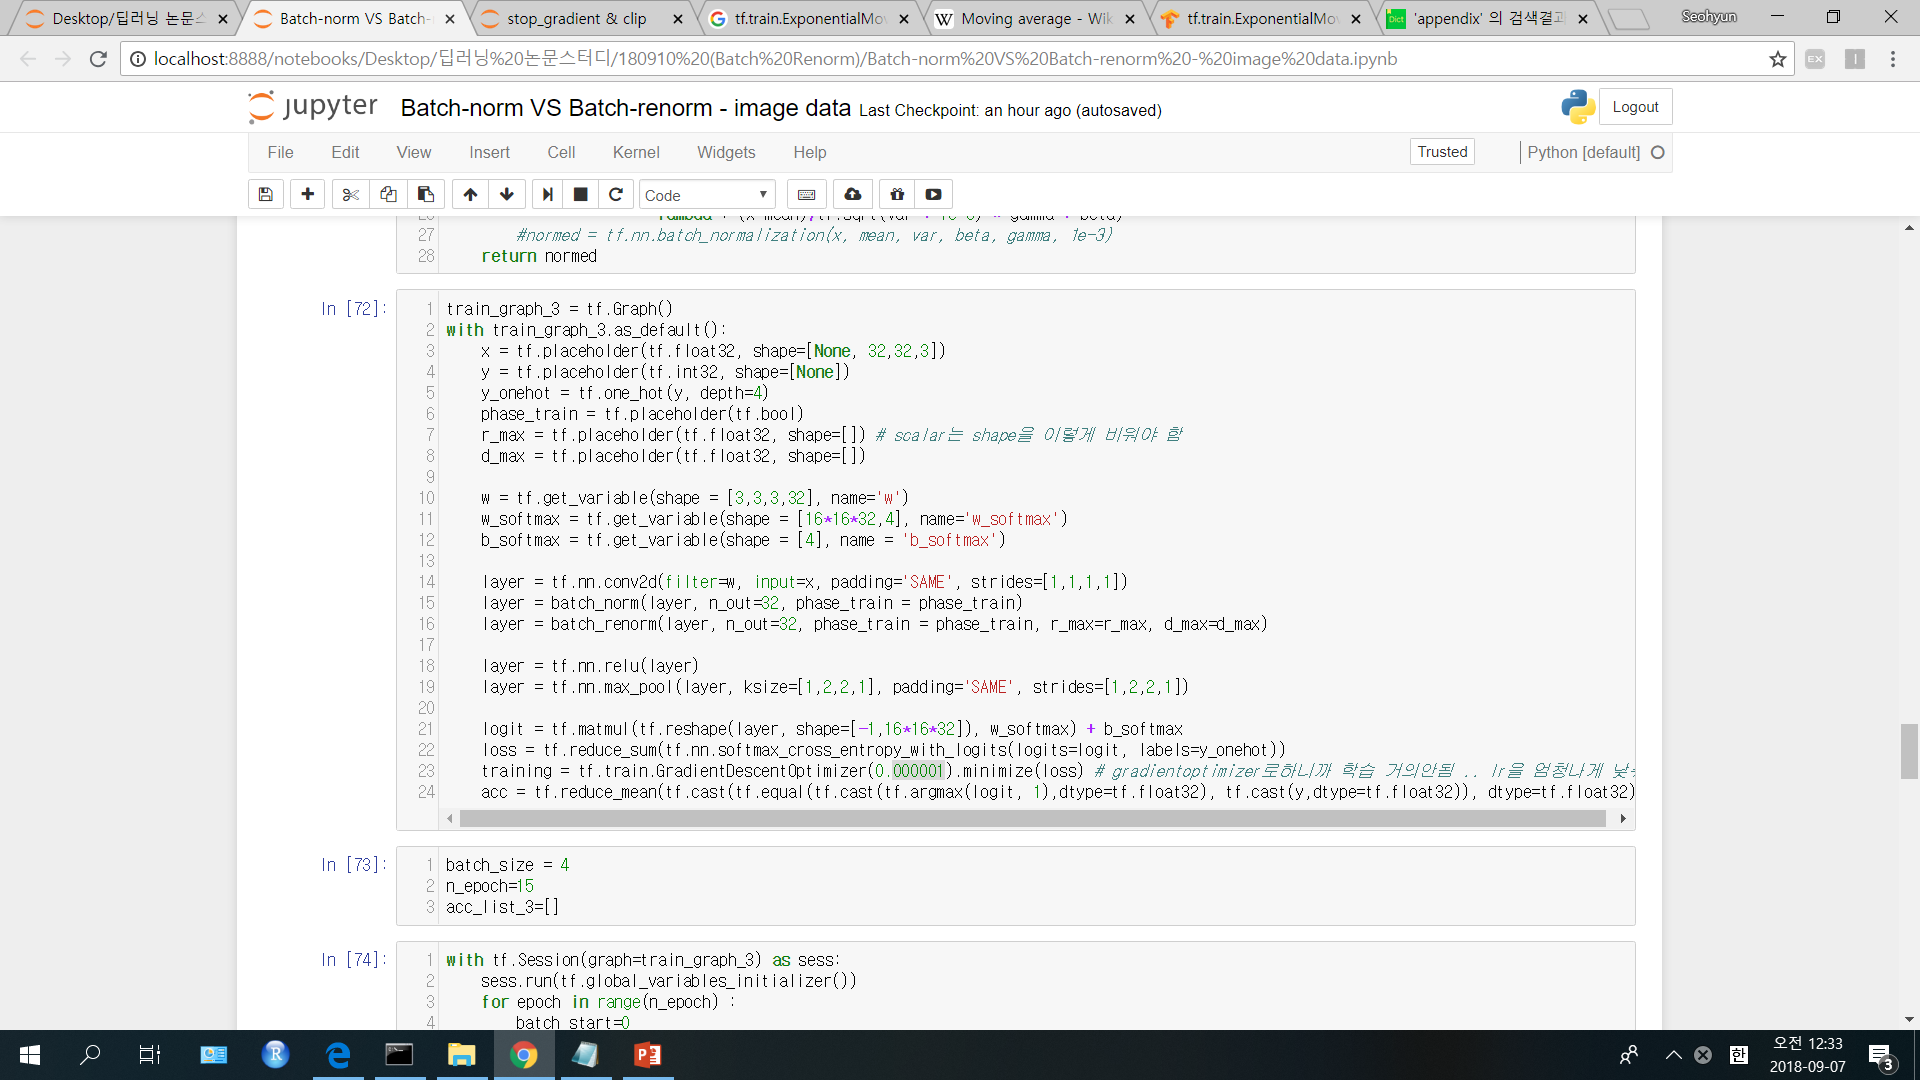 Desktop/딥러닝 논문스
Batch-norm VS Batch-
stop_gradient & clip
tf.train.ExponentialMov
Moving average - Wik
tf.train.ExponentialMov
'appendix' 의 검색결과
Seohyun
localhost:8888/notebooks/Desktop/딥러닝%20논문스터디/180910%20(Batch%20Renorm)/Batch-norm%20VS%20Batch-renorm%20-%20image%20data.ipynb
jupyter Batch-norm VS Batch-renorm - image data Last Checkpoint: an hour ago (autosaved)
Logout
File Edit View Insert Cell Kernel Widgets Help
Trusted
Python [default]
Code
27 #normed = tf.nn.batch_normalization(x, mean, var, beta, gamma, 1e-3)
28 return normed
In [72]:
1 train_graph_3 = tf.Graph()
2 with train_graph_3.as_default():
3 x = tf.placeholder(tf.float32, shape=[None, 32,32,3])
4 y = tf.placeholder(tf.int32, shape=[None])
5 y_onehot = tf.one_hot(y, depth=4)
6 phase_train = tf.placeholder(tf.bool)
7 r_max = tf.placeholder(tf.float32, shape=[]) # scalar는 shape을 이렇게 비워야 함
8 d_max = tf.placeholder(tf.float32, shape=[])
9
10 w = tf.get_variable(shape = [3,3,3,32], name='w')
11 w_softmax = tf.get_variable(shape = [16*16*32,4], name='w_softmax')
12 b_softmax = tf.get_variable(shape = [4], name = 'b_softmax')
13
14 layer = tf.nn.conv2d(filter=w, input=x, padding='SAME', strides=[1,1,1,1])
15 layer = batch_norm(layer, n_out=32, phase_train = phase_train)
16 layer = batch_renorm(layer, n_out=32, phase_train = phase_train, r_max=r_max, d_max=d_max)
17
18 layer = tf.nn.relu(layer)
19 layer = tf.nn.max_pool(layer, ksize=[1,2,2,1], padding='SAME', strides=[1,2,2,1])
20
21 logit = tf.matmul(tf.reshape(layer, shape=[-1,16*16*32]), w_softmax) + b_softmax
22 loss = tf.reduce_sum(tf.nn.softmax_cross_entropy_with_logits(logits=logit, labels=y_onehot))
23 training = tf.train.GradientDescentOptimizer(0.000001).minimize(loss) # gradientoptimizer로하니까 학습 거의안됨 .. lr을 엄청나게 낮
24 acc = tf.reduce_mean(tf.cast(tf.equal(tf.cast(tf.argmax(logit, 1),dtype=tf.float32), tf.cast(y,dtype=tf.float32)), dtype=tf.float32)
In [73]:
1 batch_size = 4
2 n_epoch=15
3 acc_list_3=[]
In [74]:
1 with tf.Session(graph=train_graph_3) as sess:
2 sess.run(tf.global_variables_initializer())
3 for epoch in range(n_epoch) :
4 batch_start=0
한
오전 12:33
2018-09-07
3